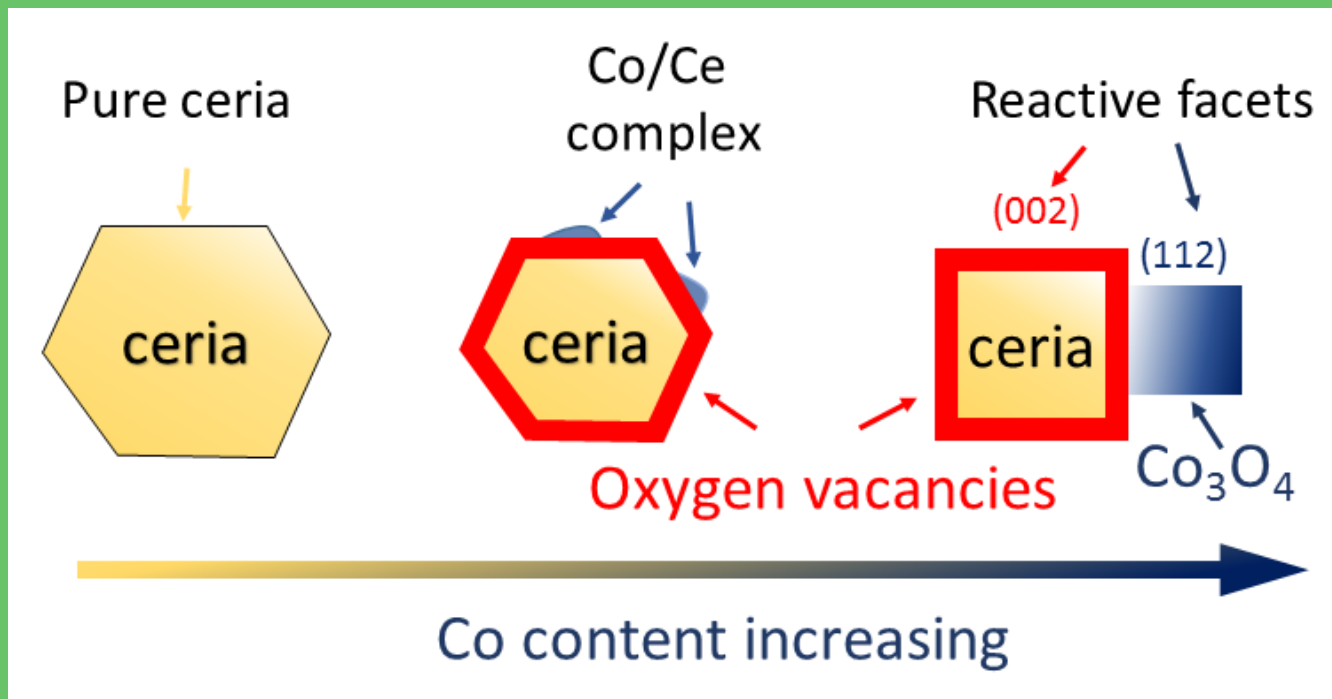 Pure ceria
Co/Ce
complex
Reactive facets
(002)
(112)
ceria
ceria
ceria
Oxygen vacancies
Co₃O₄
Co content increasing